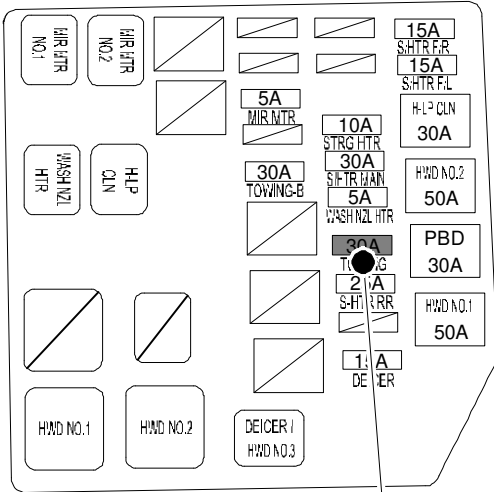 MIR HTR
NO.1
MIR HTR
NO.2
15A
S/HTR F/R
15A
S/HTR F/L
5A
MIR MTR
H-LP CLN
30A
10A
STRG HTR
30A
S/HTR MAIN
WASH NZL
HTR
H-LP
CLN
30A
TOWING-B
5A
WASH NZL HTR
HWD NO.2
50A
30A
PBD
30A
S-HTR RR
HWD NO.1
50A
15A
DEICER
HWD NO.1
HWD NO.2
DEICER /
HWD NO.3